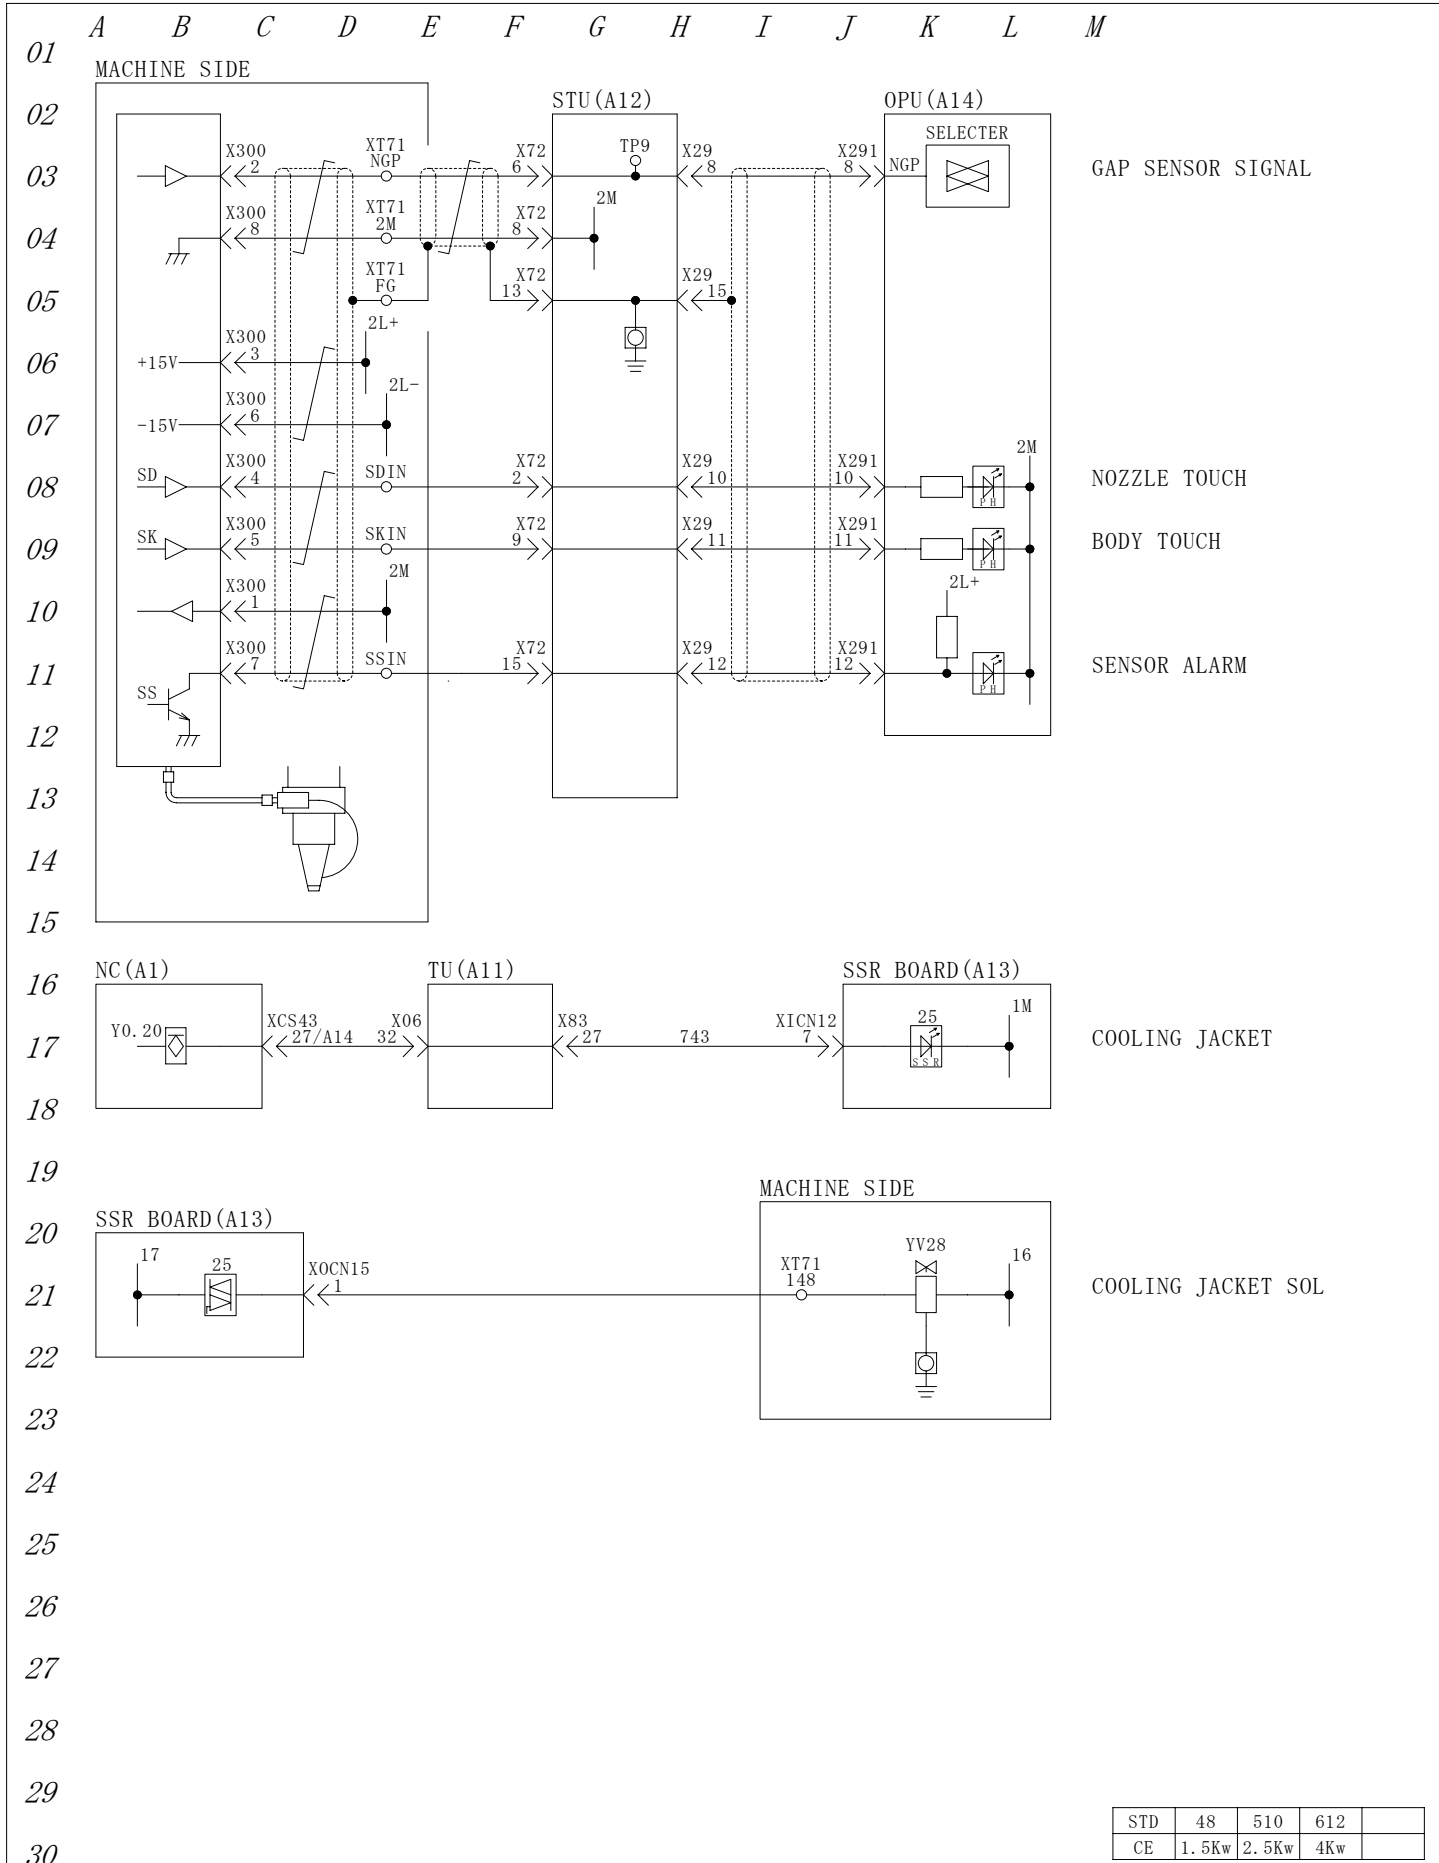 A B C D E F G H I J K L M
01
MACHINE SIDE
02
STU(A12)
OPU(A14)
SELECTER
X300
2
XT71
NGP
X72
6
TP9
X29
8
X291
8
NGP
03
GAP SENSOR SIGNAL
X300
8
XT71
2M
X72
8
2M
04
XT71
FG
X72
13
X29
15
05
2L+
X300
3
+15V
06
2L-
X300
6
-15V
07
2M
SD
X300
4
SDIN
X72
2
X29
10
X291
10
PH
08
NOZZLE TOUCH
SK
X300
5
SKIN
X72
9
X29
11
X291
11
PH
09
BODY TOUCH
X300
1
2M
2L+
10
X300
7
SSIN
X72
15
X29
12
X291
12
PH
11
SENSOR ALARM
SS
12
13
14
15
16
NC(A1)
TU(A11)
SSR BOARD(A13)
Y0.20
XCS43
27/A14
X06
32
X83
27
743
XICN12
7
25
SSR
1M
17
COOLING JACKET
18
19
MACHINE SIDE
20
SSR BOARD(A13)
17
25
XOCN15
1
XT71
148
YV28
16
21
COOLING JACKET SOL
22
23
24
25
26
27
28
29
30
STD 48 510 612
CE 1.5Kw 2.5Kw 4Kw